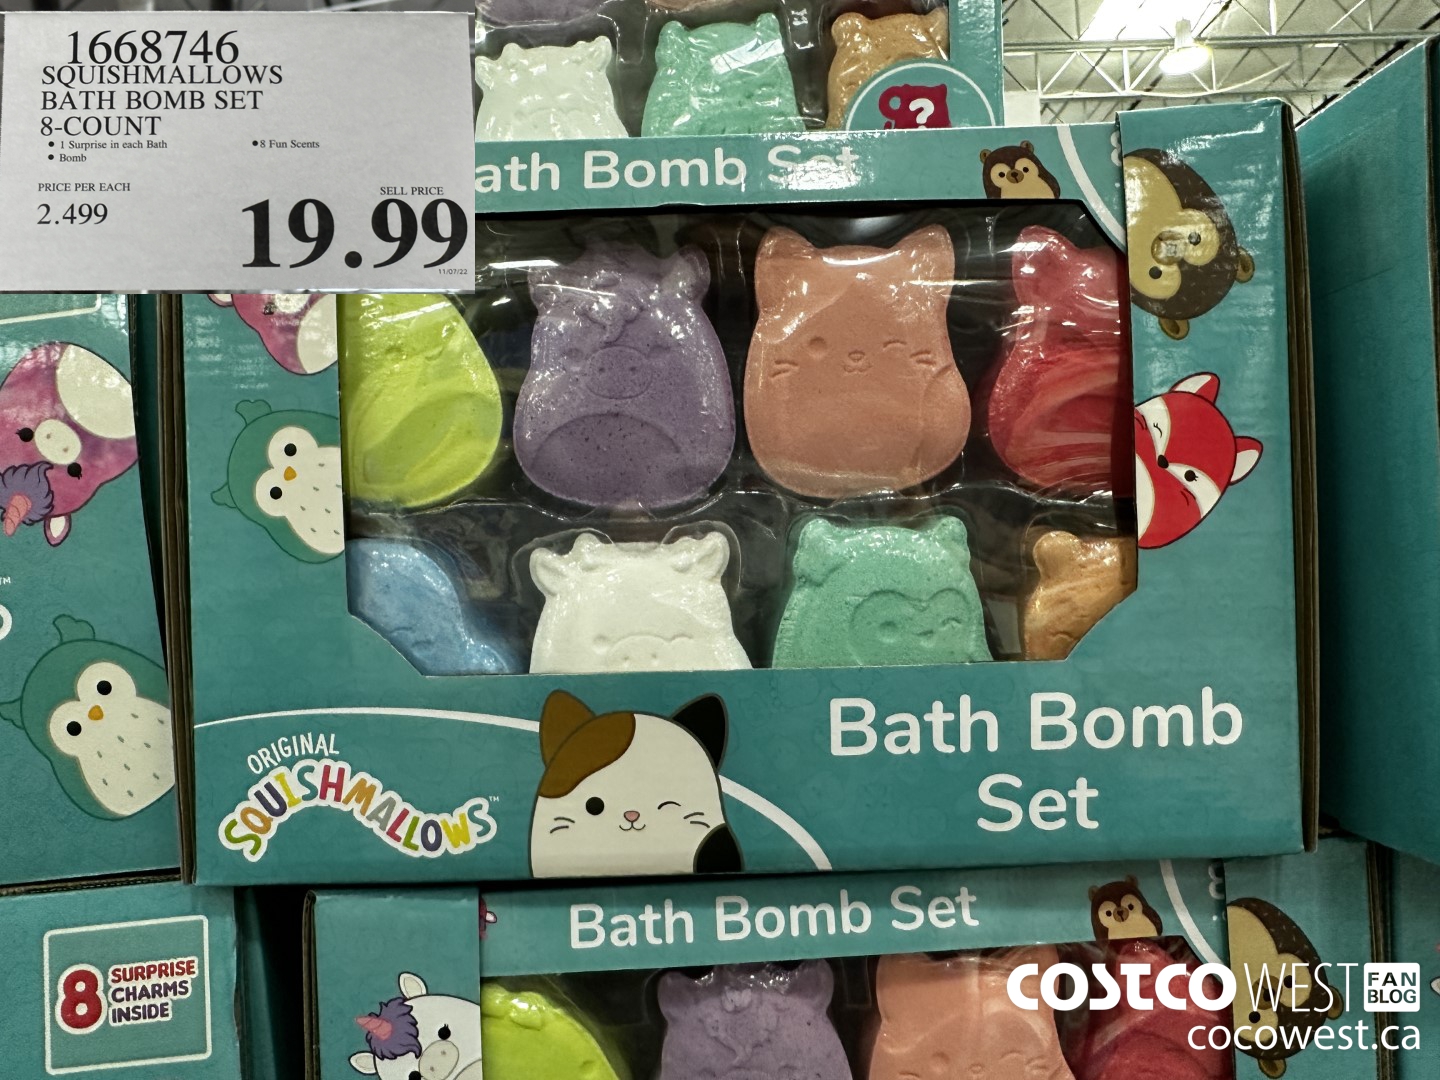 1668746
SQUISHMALLOWS
BATH BOMB SET
8-COUNT
• 1 Surprise in each Bath
• Bomb
• 8 Fun Scents
PRICE PER EACH
2.499
SELL PRICE
19.99
11/07/22
?
ath Bomb Set
Bath Bomb
Set
ORIGINAL
SQUISHMALLOWS™
TM
Bath Bomb Set
8 SURPRISE
CHARMS
INSIDE
COSTCO WEST FAN
BLOG
cocowest.ca